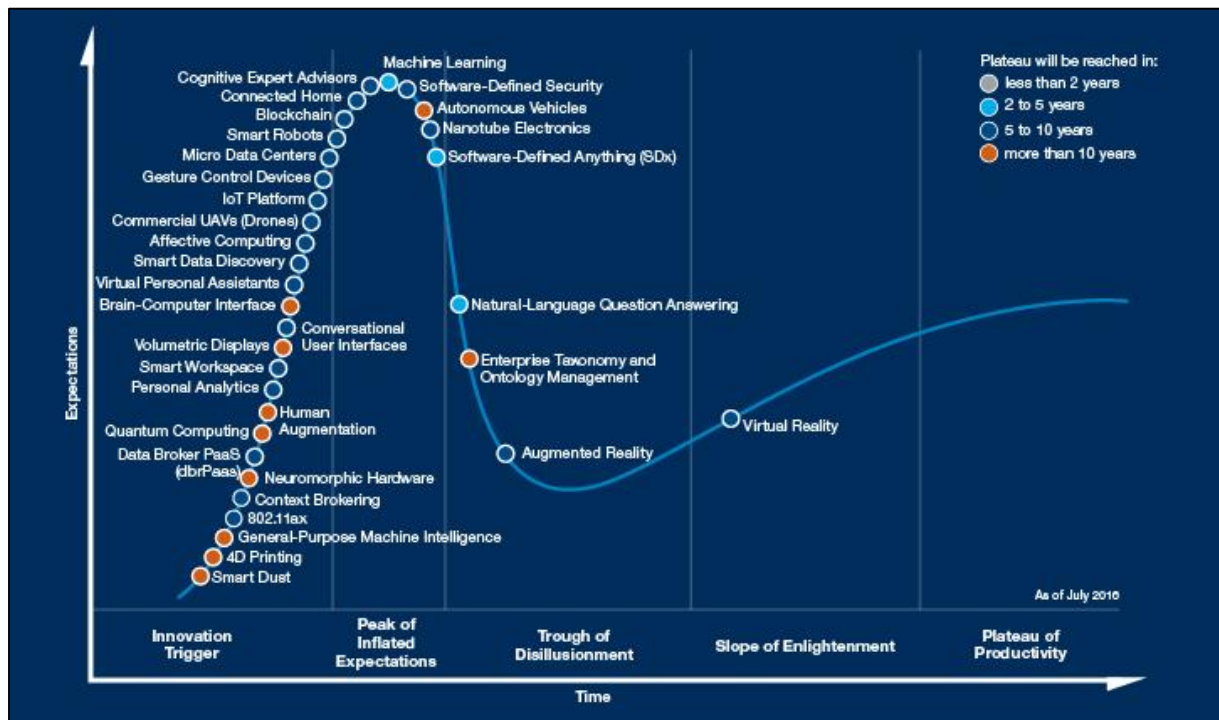 Machine Learning
Cognitive Expert Advisors
Software-Defined Security
Connected Home
Autonomous Vehicles
Blockchain
Nanotube Electronics
Smart Robots
Micro Data Centers
Software-Defined Anything (SDx)
Gesture Control Devices
IoT Platform
Commercial UAVs (Drones)
Affective Computing
Smart Data Discovery
Virtual Personal Assistants
Brain-Computer Interface
Natural-Language Question Answering
Conversational
User Interfaces
Volumetric Displays
Smart Workspace
Enterprise Taxonomy and
Ontology Management
Personal Analytics
Human
Augmentation
Quantum Computing
Virtual Reality
Data Broker PaaS
(dbrPaas)
Augmented Reality
Neuromorphic Hardware
Context Brokering
802.11ax
General-Purpose Machine Intelligence
4D Printing
Smart Dust
Plateau will be reached in:
less than 2 years
2 to 5 years
5 to 10 years
more than 10 years
Expectations
As of July 2016
Innovation
Trigger
Peak of
Inflated
Expectations
Trough of
Disillusionment
Slope of Enlightenment
Plateau of
Productivity
Time